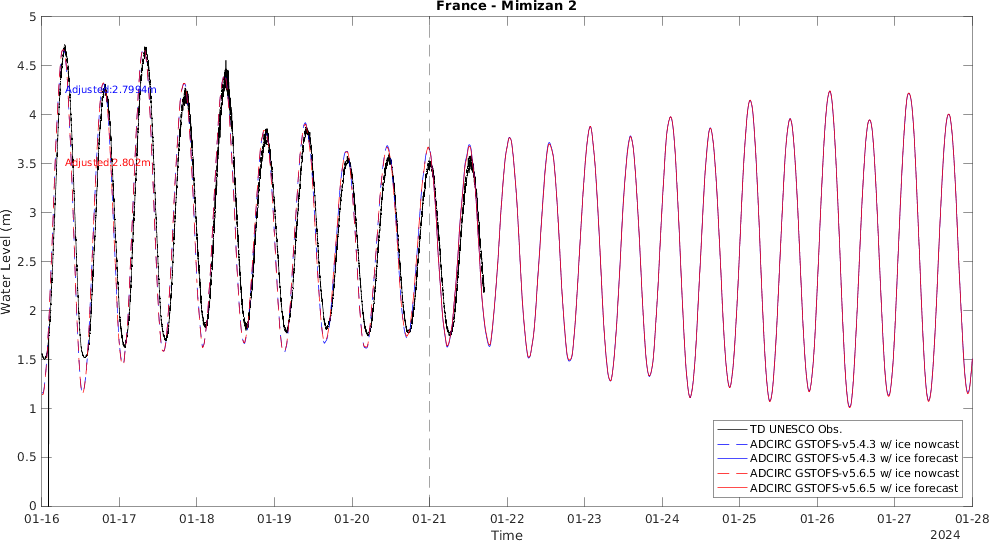 France - Mimizan 2
5
4.5
4
3.5
3
2.5
2
1.5
1
0.5
0
Water Level (m)
Adjusted:2.7994m
Adjusted:2.802m
TD UNESCO Obs.
ADCIRC GSTOFS-v5.4.3 w/ ice nowcast
ADCIRC GSTOFS-v5.4.3 w/ ice forecast
ADCIRC GSTOFS-v5.6.5 w/ ice nowcast
ADCIRC GSTOFS-v5.6.5 w/ ice forecast
01-16 01-17 01-18 01-19 01-20 01-21 01-22 01-23 01-24 01-25 01-26 01-27 01-28
Time
2024